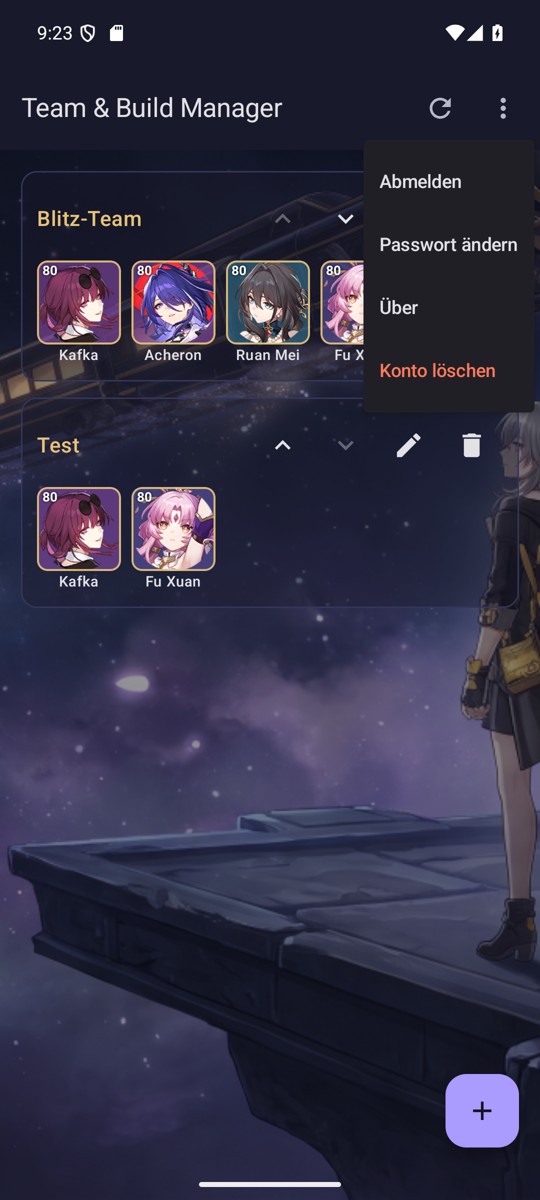 9:23
Team & Build Manager
Abmelden
Passwort ändern
Über
Konto löschen
Blitz-Team
80 80 80 80
Kafka Acheron Ruan Mei Fu X
Test
80 80
Kafka Fu Xuan